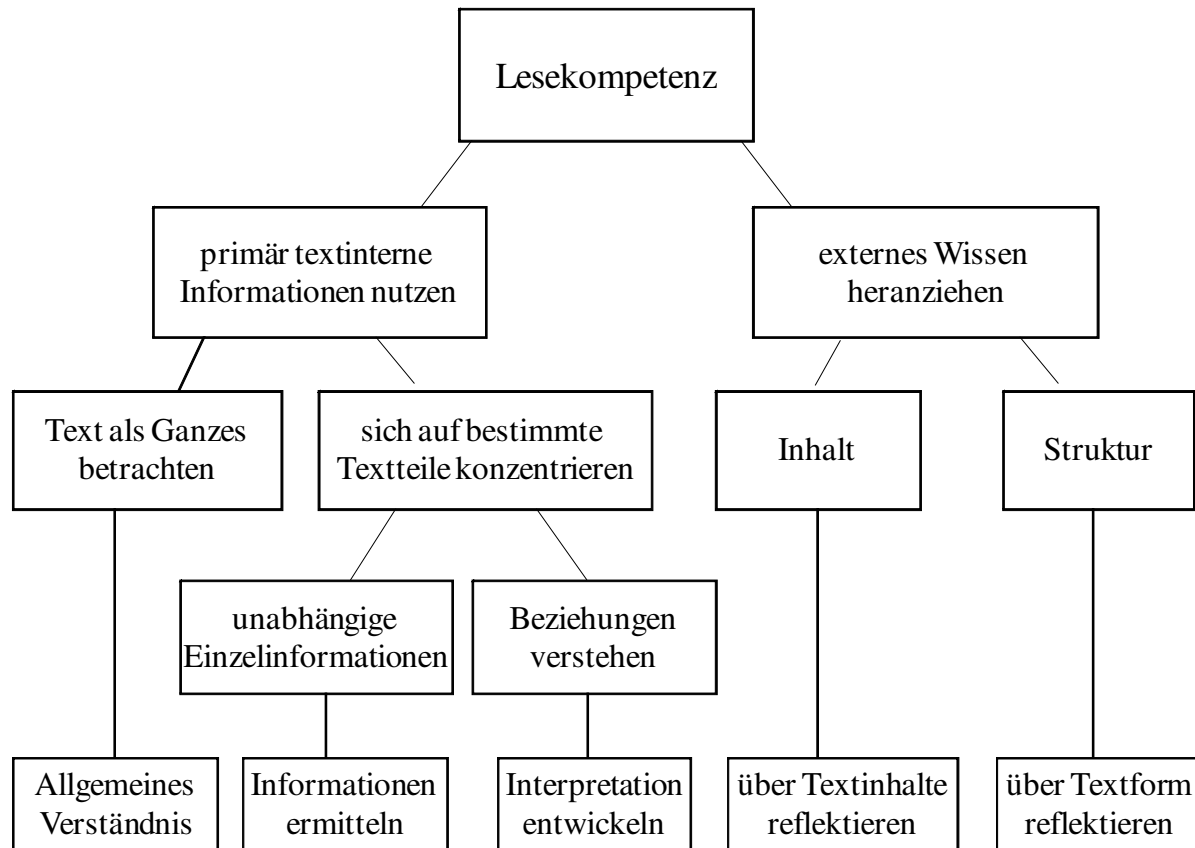 Lesekompetenz
primär textinterne
Informationen nutzen
externes Wissen
heranziehen
Text als Ganzes
betrachten
sich auf bestimmte
Textteile konzentrieren
Inhalt
Struktur
unabhängige
Einzelinformationen
Beziehungen
verstehen
Allgemeines
Verständnis
Informationen
ermitteln
Interpretation
entwickeln
über Textinhalte
reflektieren
über Textform
reflektieren